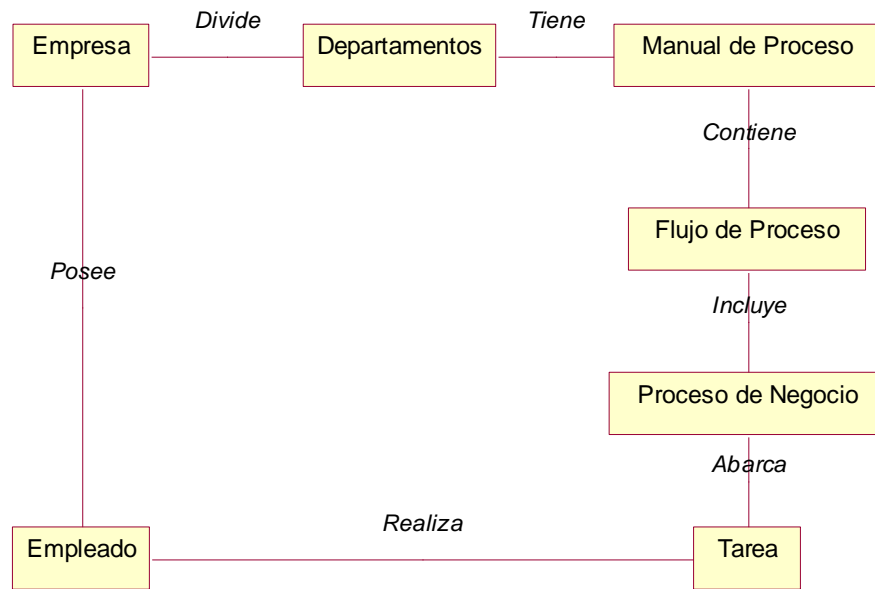 Divide
Tiene
Empresa
Departamentos
Manual de Proceso
Contiene
Flujo de Proceso
Posee
Incluye
Proceso de Negocio
Abarca
Realiza
Empleado
Tarea